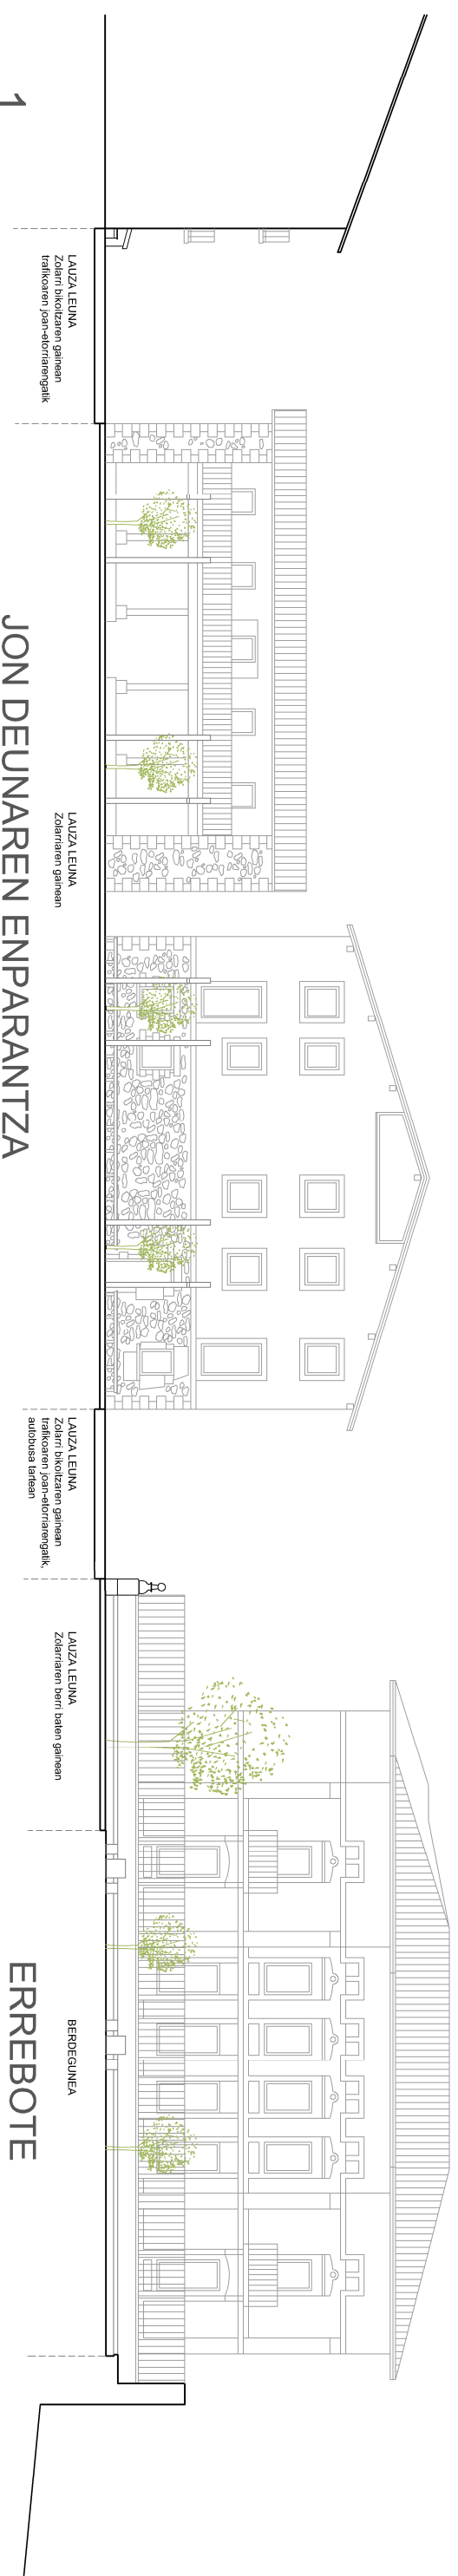 LAUZA LEUNA
Zolarri bikoitzaren gainean
trafikoaren joan-etorriarengatik
LAUZA LEUNA
Zolarriaren gainean
LAUZA LEUNA
Zolarri bikoitzaren gainean
trafikoaren joan-etorriarengatik,
autobusa tartean
LAUZA LEUNA
Zolarriaren berri baten gainean
BERDEGUNEA
1
JON DEUNAREN ENPARANTZA
ERREBOTE